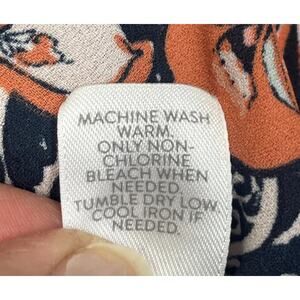 MACHINE WASH
WARM.
ONLY NON-
CHLORINE
BLEACH WHEN
NEEDED.
TUMBLE DRY LOW.
COOL IRON IF
NEEDED.